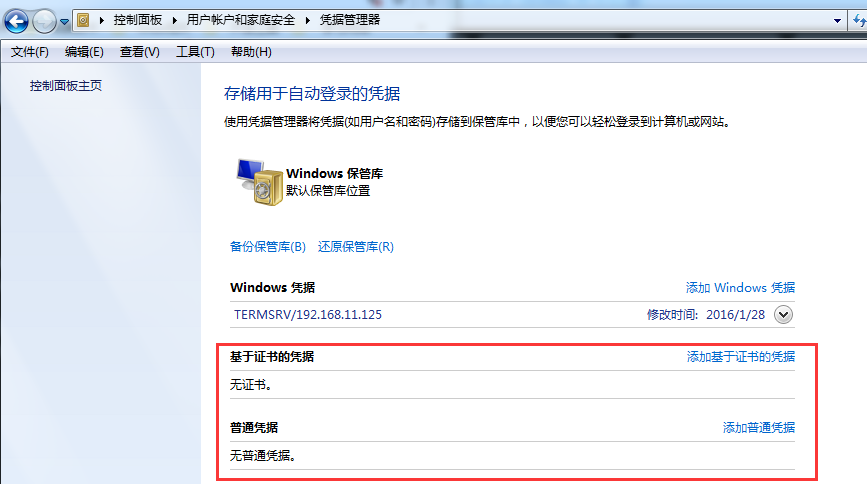 控制面板 ▸ 用户帐户和家庭安全 ▸ 凭据管理器
文件(F) 编辑(E) 查看(V) 工具(T) 帮助(H)
控制面板主页
存储用于自动登录的凭据
使用凭据管理器将凭据(如用户名和密码)存储到保管库中，以便您可以轻松登录到计算机或网站。
Windows 保管库
默认保管库位置
备份保管库(B) 还原保管库(R)
Windows 凭据 添加 Windows 凭据
TERMSRV/192.168.11.125 修改时间: 2016/1/28
基于证书的凭据 添加基于证书的凭据
无证书。
普通凭据 添加普通凭据
无普通凭据。